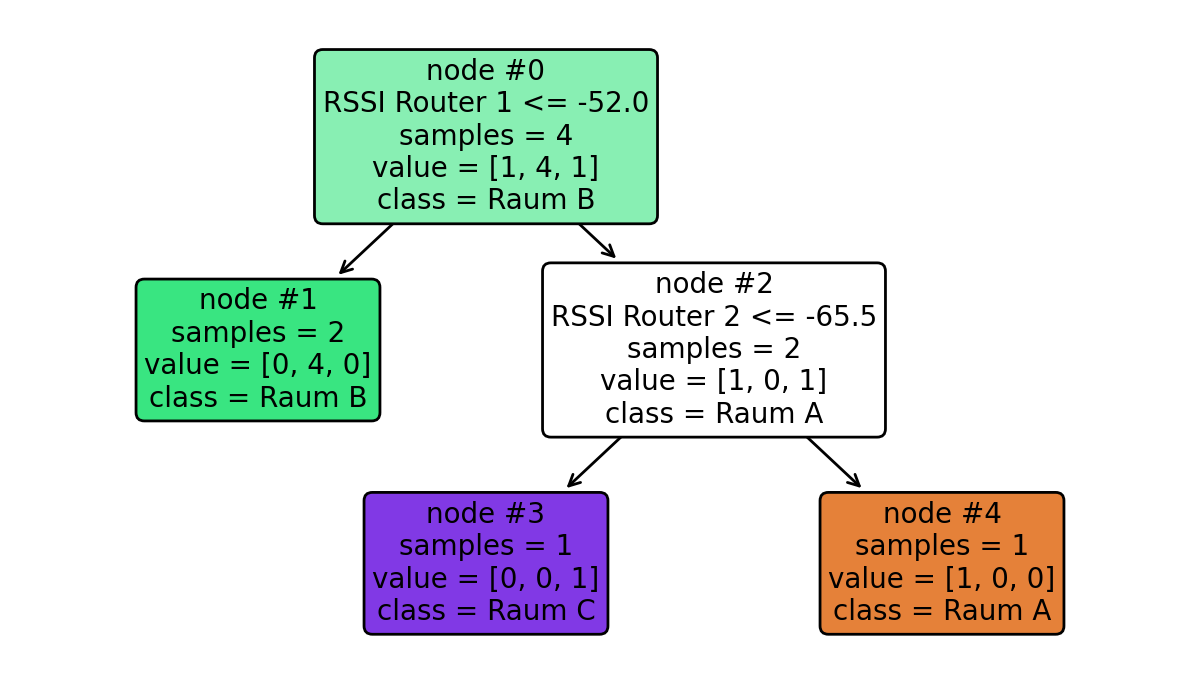 node #0
RSSI Router 1 <= -52.0
samples = 4
value = [1, 4, 1]
class = Raum B
node #1
samples = 2
value = [0, 4, 0]
class = Raum B
node #2
RSSI Router 2 <= -65.5
samples = 2
value = [1, 0, 1]
class = Raum A
node #3
samples = 1
value = [0, 0, 1]
class = Raum C
node #4
samples = 1
value = [1, 0, 0]
class = Raum A